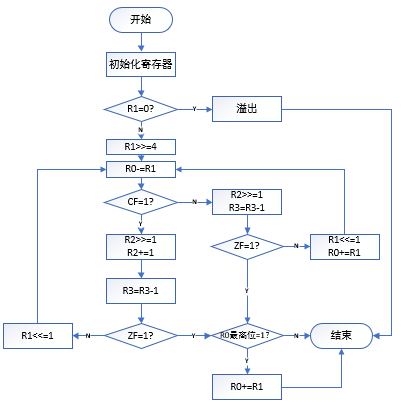 开始
初始化寄存器
R1=0?
Y
溢出
N
R1>>=4
R0-=R1
CF=1?
N
R2>>=1
R3=R3-1
Y
R2>>=1
R2+=1
ZF=1?
N
R1<<=1
R0+=R1
R3=R3-1
Y
R1<<=1
N
ZF=1?
Y
R0最高位=1?
N
结束
Y
R0+=R1